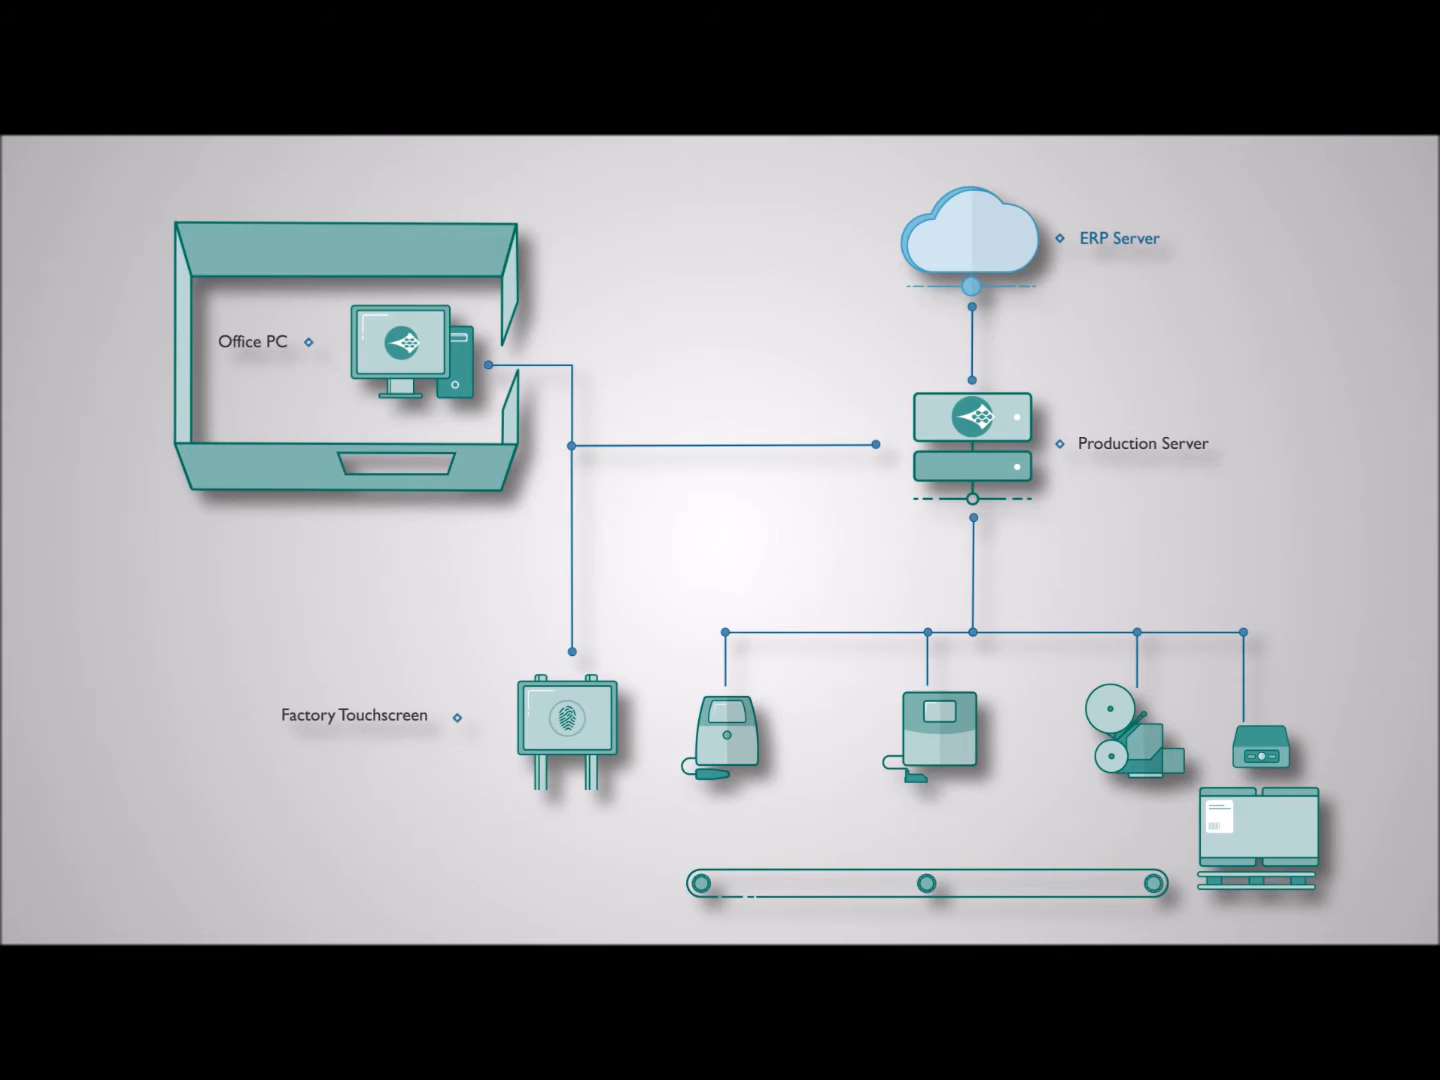 ERP Server
Office PC
Production Server
Factory Touchscreen